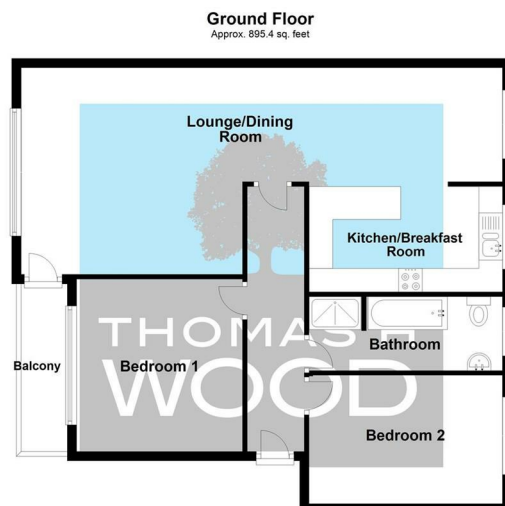 Ground Floor
Approx. 895.4 sq. feet
Lounge/Dining
Room
Kitchen/Breakfast
Room
THOMAS H
WOOD
Balcony
Bedroom 1
Bathroom
Bedroom 2